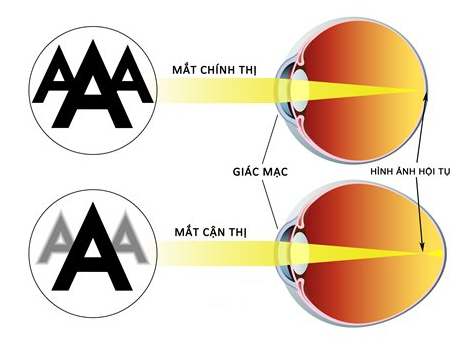 AAA
MẮT CHÍNH THỊ
GIÁC MẠC
HÌNH ẢNH HỘI TỤ
MẮT CẬN THỊ
AAA